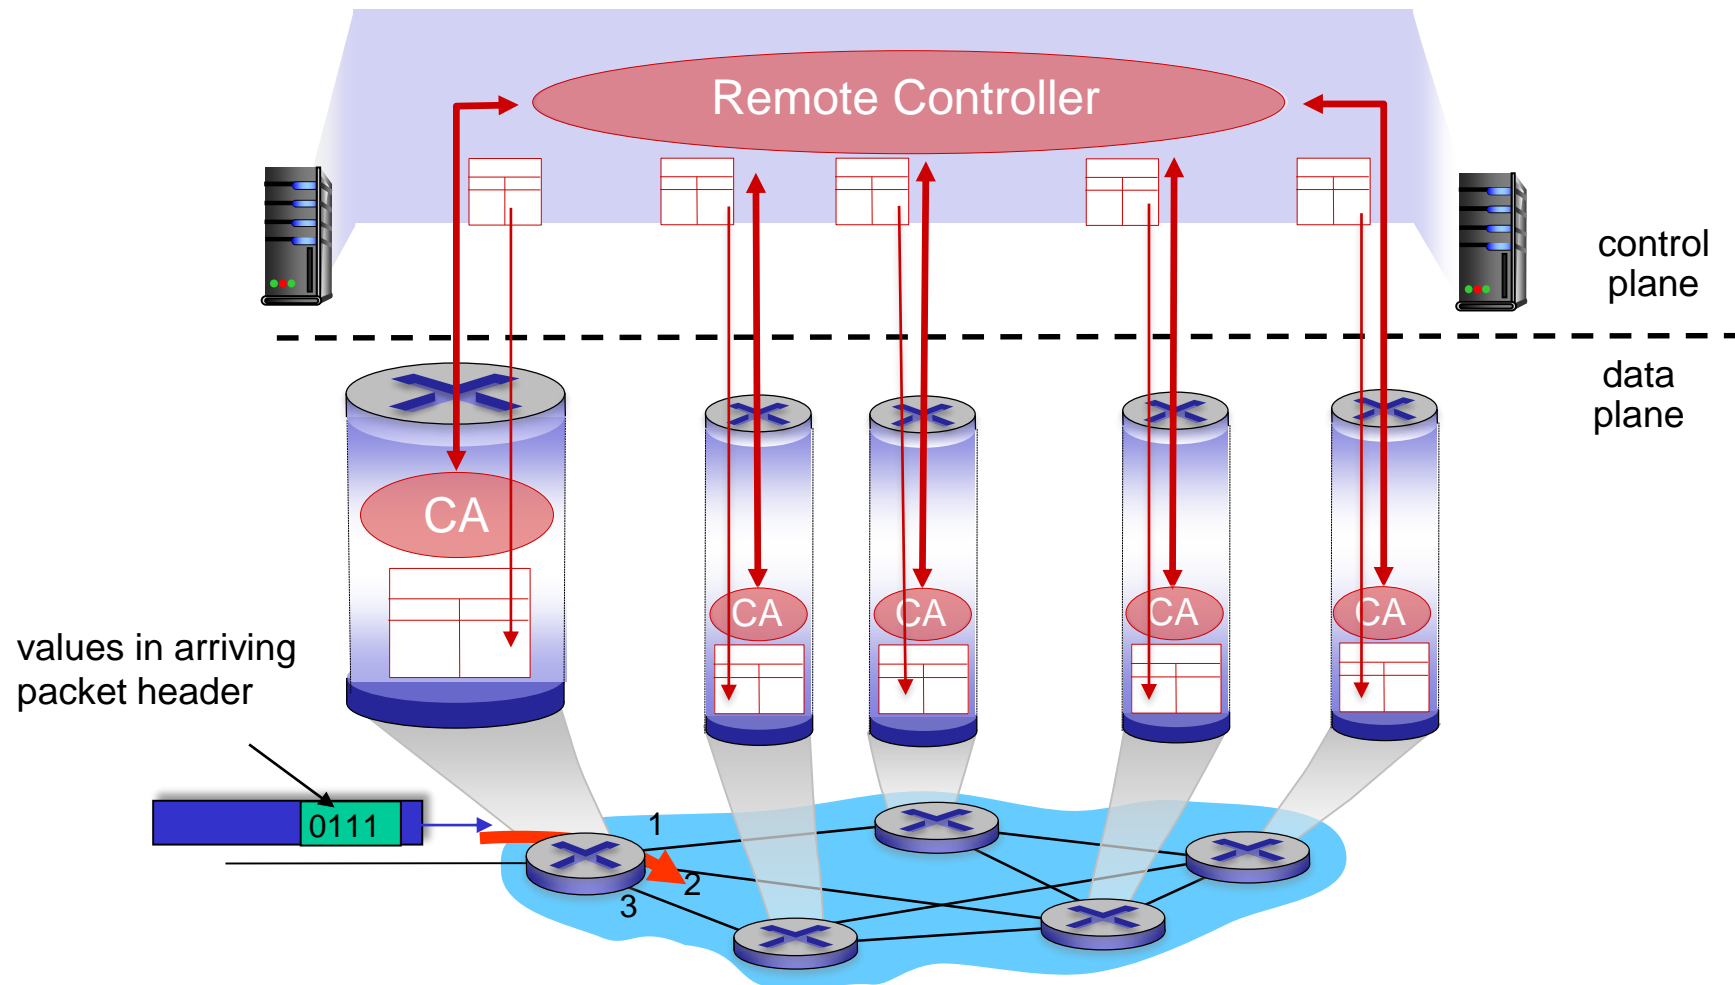 Remote Controller
control
plane
data
plane
CA
CA
CA
CA
CA
values in arriving
packet header
0111
1
2
3